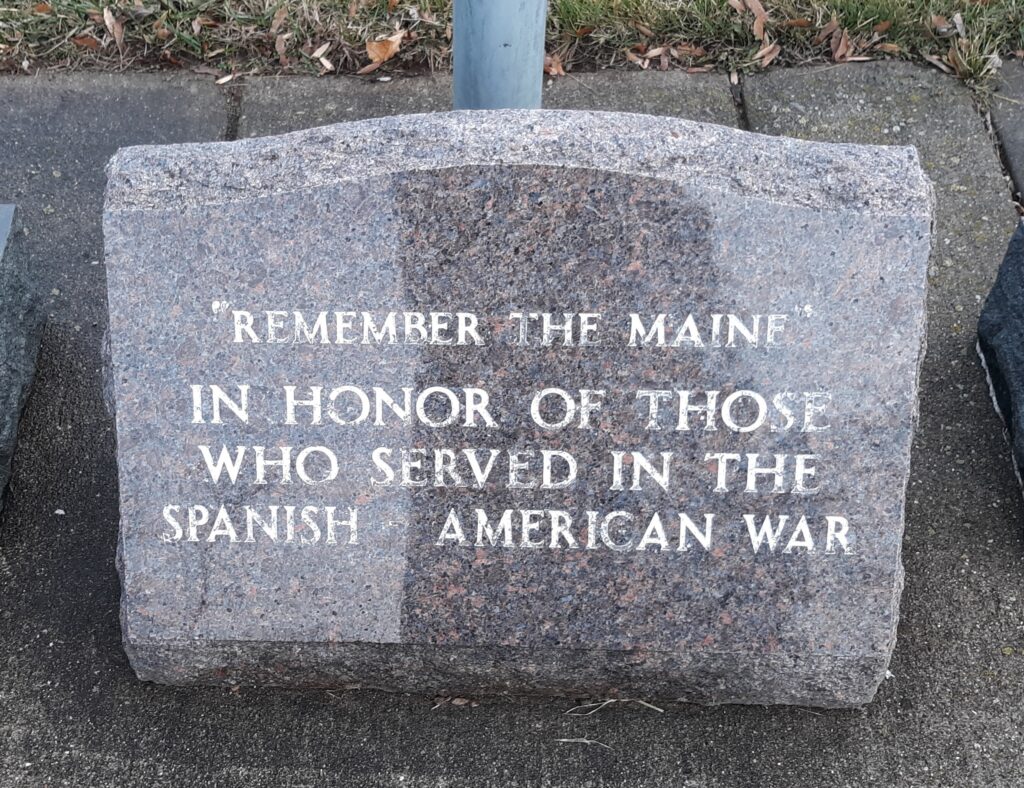 "REMEMBER THE MAINE"
IN HONOR OF THOSE
WHO SERVED IN THE
SPANISH - AMERICAN WAR